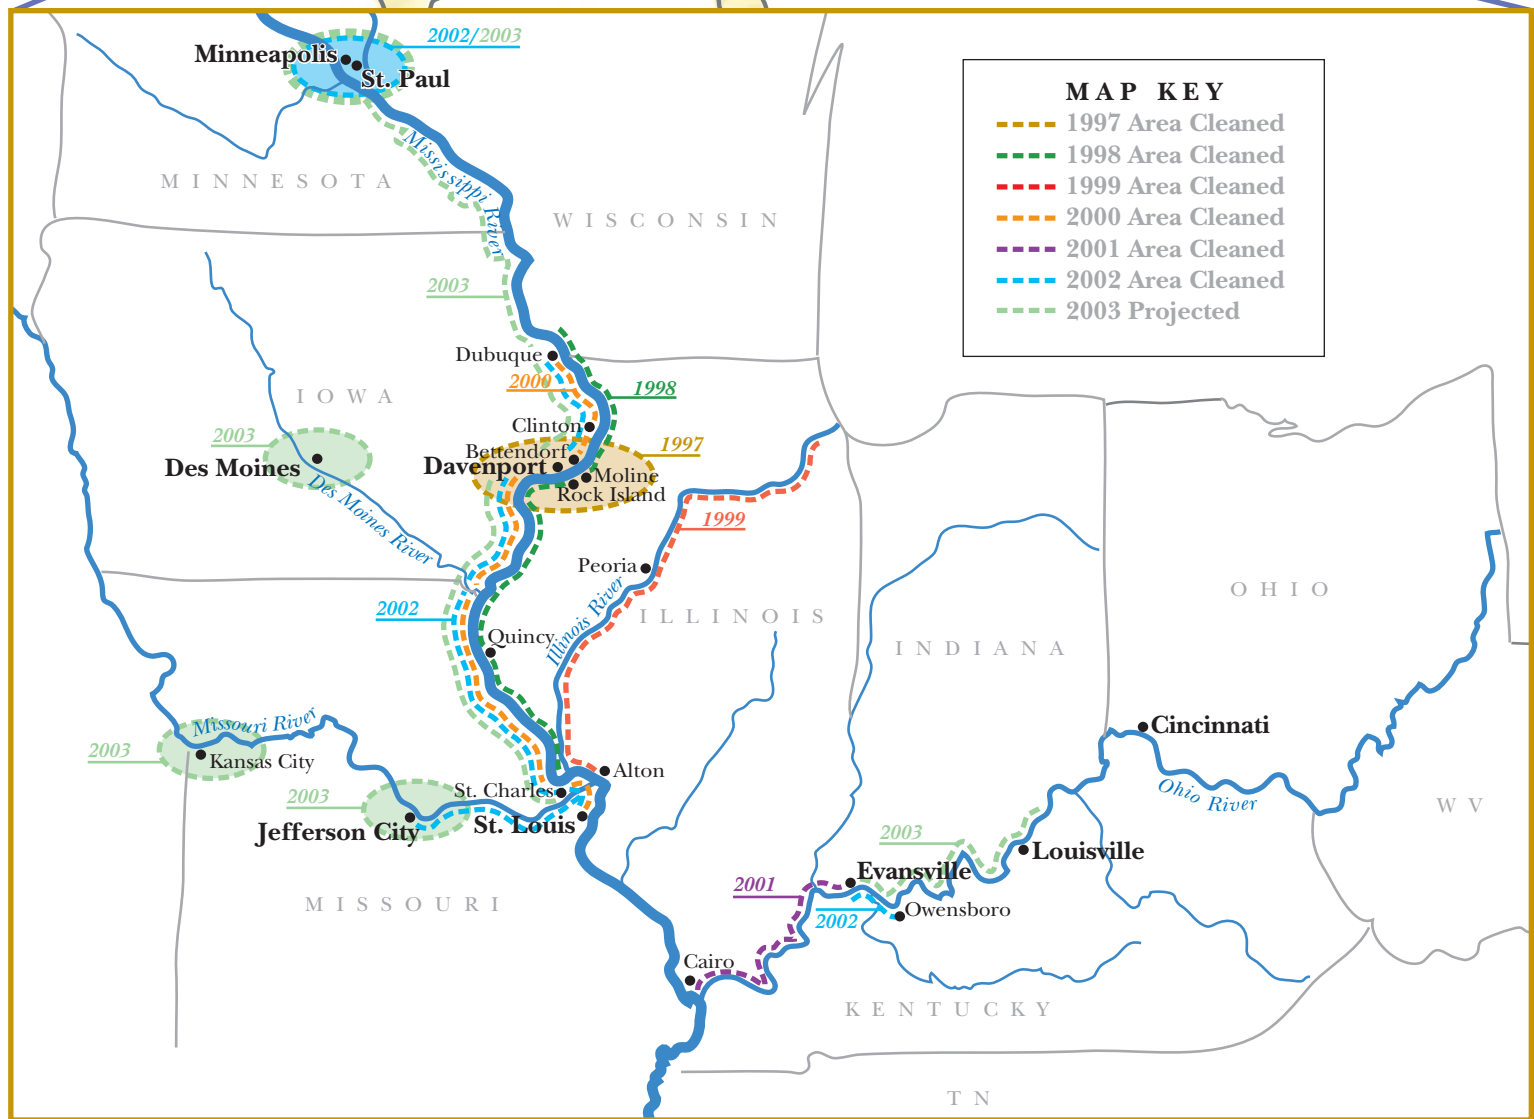 2002/2003
Minneapolis
St. Paul
MAP KEY
1997 Area Cleaned
1998 Area Cleaned
1999 Area Cleaned
2000 Area Cleaned
2001 Area Cleaned
2002 Area Cleaned
2003 Projected
Mississippi River
MINNESOTA
WISCONSIN
2003
Dubuque
2000
1998
IOWA
Clinton
2003
Bettendorf
1997
Des Moines
Davenport
Moline
Rock Island
Des Moines River
1999
Peoria
Illinois River
ILLINOIS
OHIO
2002
Quincy
INDIANA
Missouri River
Cincinnati
2003
Kansas City
Alton
St. Charles
2003
Ohio River
WV
Jefferson City
St. Louis
2003
Louisville
Evansville
2001
MISSOURI
2002
Owensboro
Cairo
KENTUCKY
TN